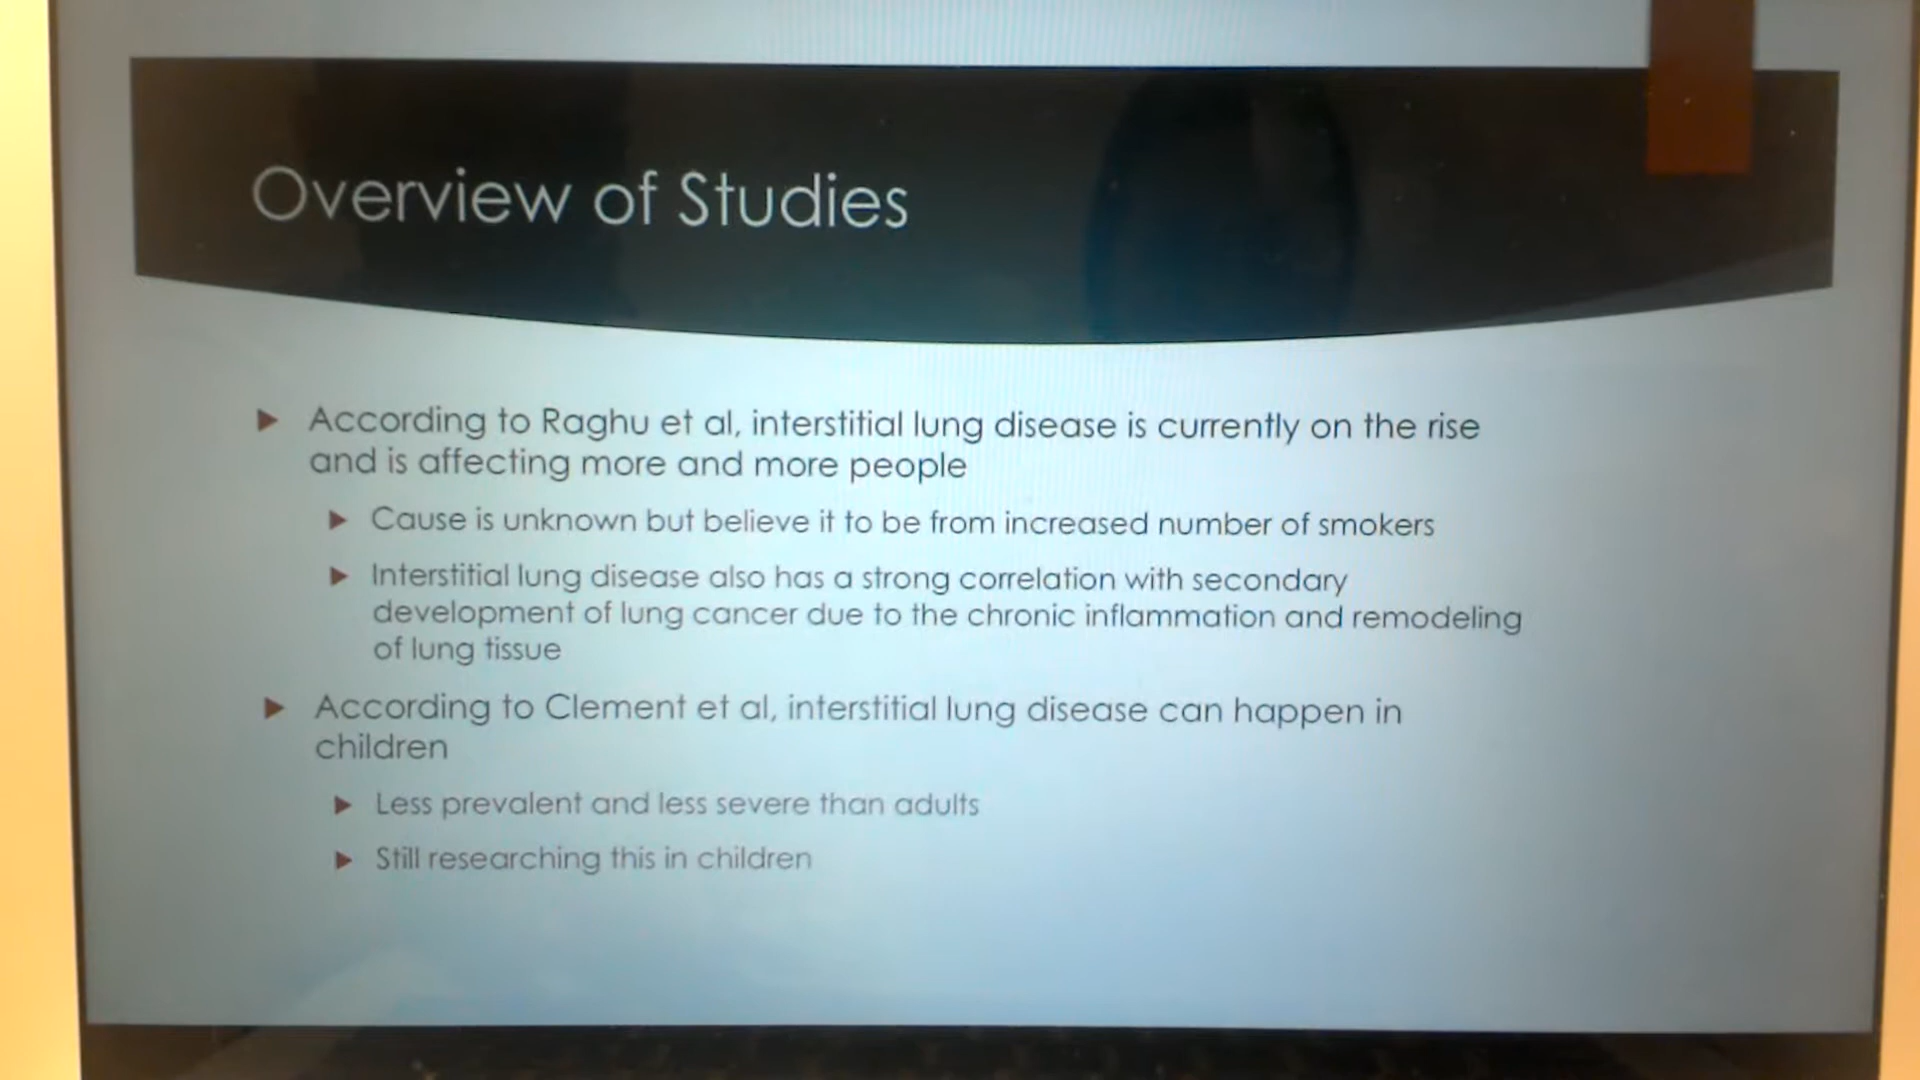 Overview of Studies
According to Raghu et al, interstitial lung disease is currently on the rise
and is affecting more and more people
Cause is unknown but believe it to be from increased number of smokers
Interstitial lung disease also has a strong correlation with secondary
development of lung cancer due to the chronic inflammation and remodeling
of lung tissue
According to Clement et al, interstitial lung disease can happen in
children
Less prevalent and less severe than adults
Still researching this in children